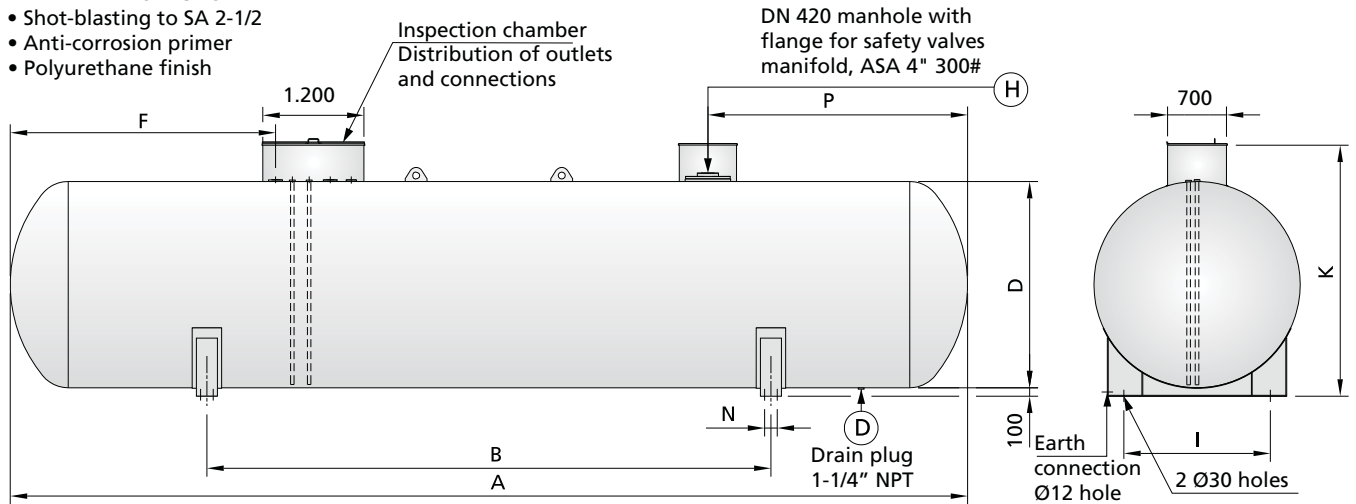 • Shot-blasting to SA 2-1/2
• Anti-corrosion primer
• Polyurethane finish
Inspection chamber
Distribution of outlets
and connections
DN 420 manhole with
flange for safety valves
manifold, ASA 4" 300#
H
1.200
F
P
700
D
K
N
100
D
Drain plug
1-1/4” NPT
B
A
Earth
connection
Ø12 hole
I
2 Ø30 holes